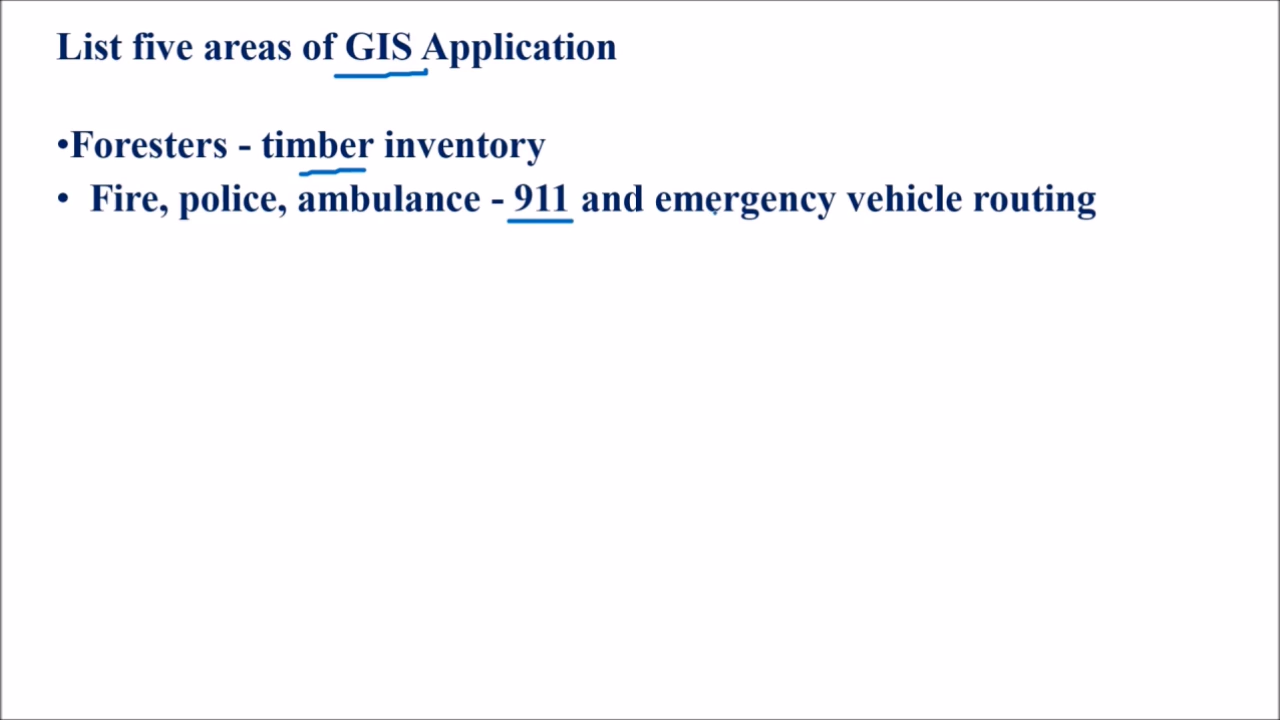 List five areas of GIS Application
•Foresters - timber inventory
• Fire, police, ambulance - 911 and emergency vehicle routing